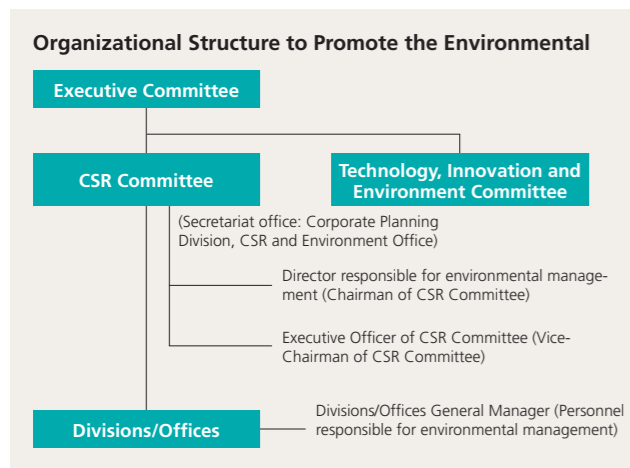 Organizational Structure to Promote the Environmental
Executive Committee
CSR Committee
Technology, Innovation and
Environment Committee
(Secretariat office: Corporate Planning
Division, CSR and Environment Office)
Director responsible for environmental manage-
ment (Chairman of CSR Committee)
Executive Officer of CSR Committee (Vice-
Chairman of CSR Committee)
Divisions/Offices
Divisions/Offices General Manager (Personnel
responsible for environmental management)